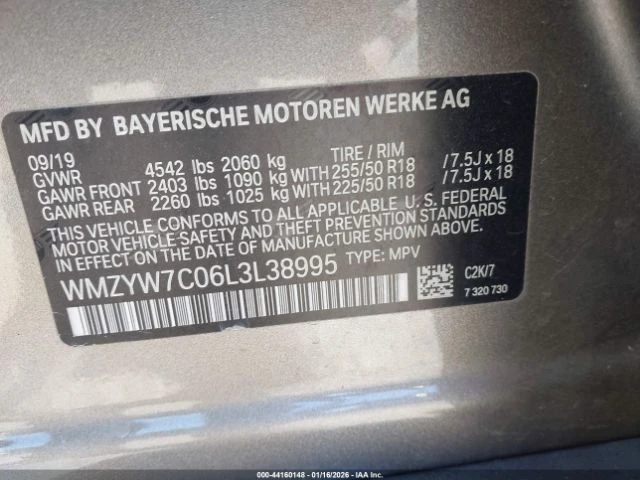 MFD BY BAYERISCHE MOTOREN WERKE AG
09/19 TIRE / RIM
GVWR 4542 lbs 2060 kg
GAWR FRONT 2403 lbs 1090 kg WITH 255/50 R18 / 7.5J x 18
GAWR REAR 2260 lbs 1025 kg WITH 225/50 R18 / 7.5J x 18
THIS VEHICLE CONFORMS TO ALL APPLICABLE U. S. FEDERAL
MOTOR VEHICLE SAFETY AND THEFT PREVENTION STANDARDS
IN EFFECT ON THE DATE OF MANUFACTURE SHOWN ABOVE.
WMZYW7C06L3L38995 TYPE: MPV
C2K/7
7 320 730
000-44160148 - 01/16/2026 - IAAI.COM